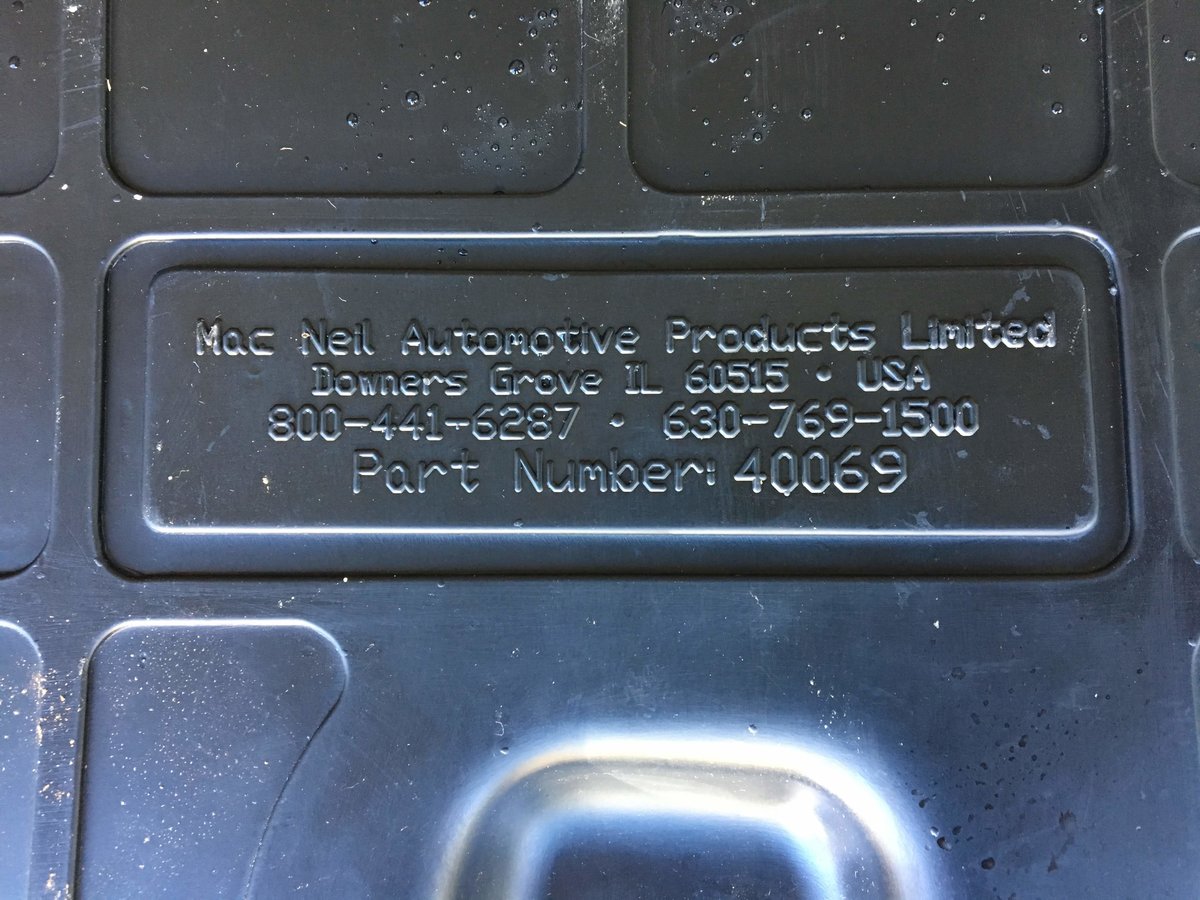 Mac Neil Automotive Products Limited
Downers Grove IL 60515 • USA
800-441-6287 • 630-769-1500
Part Number: 40069